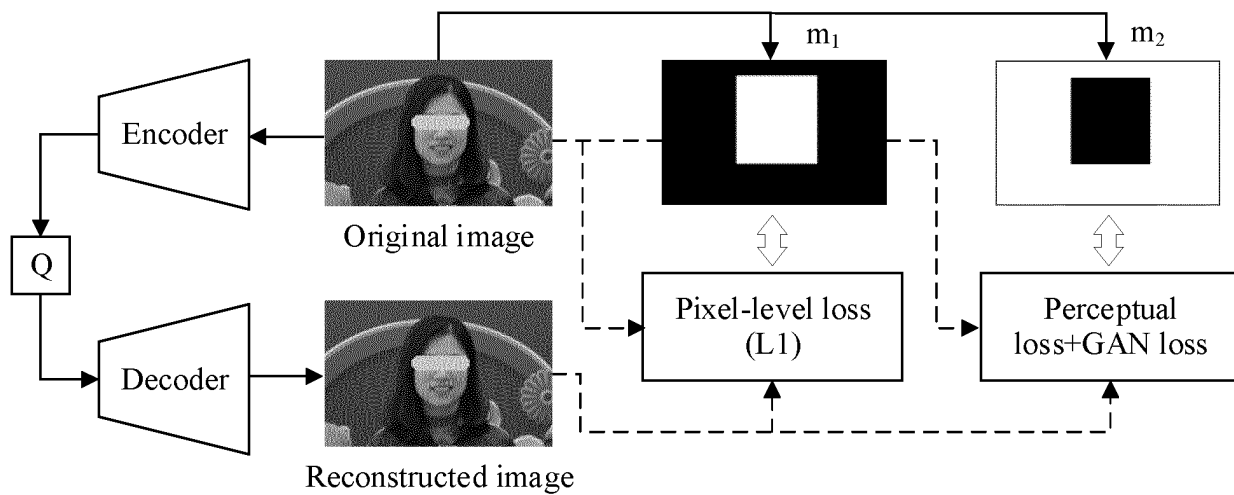 m₁
m₂
Encoder
Original image
Q
Pixel-level loss
(L1)
Perceptual
loss+GAN loss
Decoder
Reconstructed image